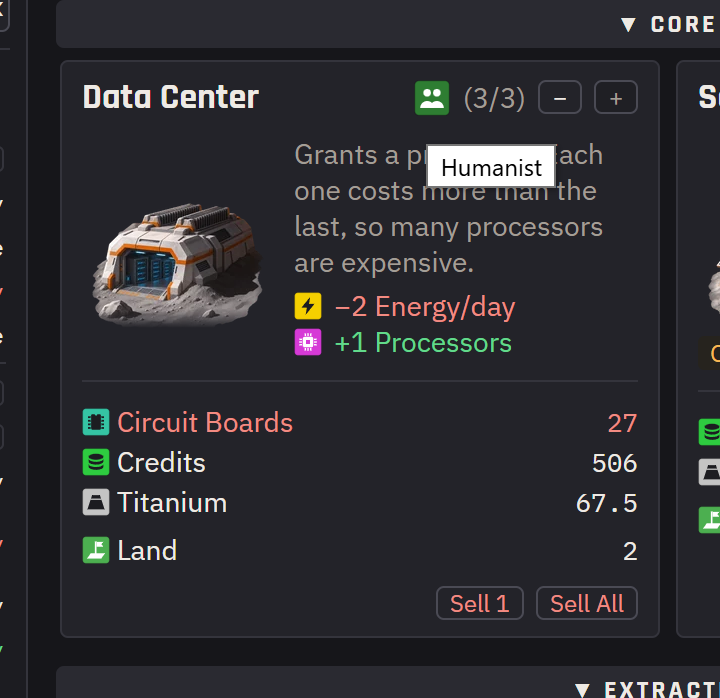 ▼ CORE
Data Center
(3/3)
−
+
Grants a Each
Humanist
one costs more than the
last, so many processors
are expensive.
−2 Energy/day
+1 Processors
Circuit Boards 27
Credits 506
Titanium 67.5
Land 2
Sell 1 Sell All
▼ EXTRACT